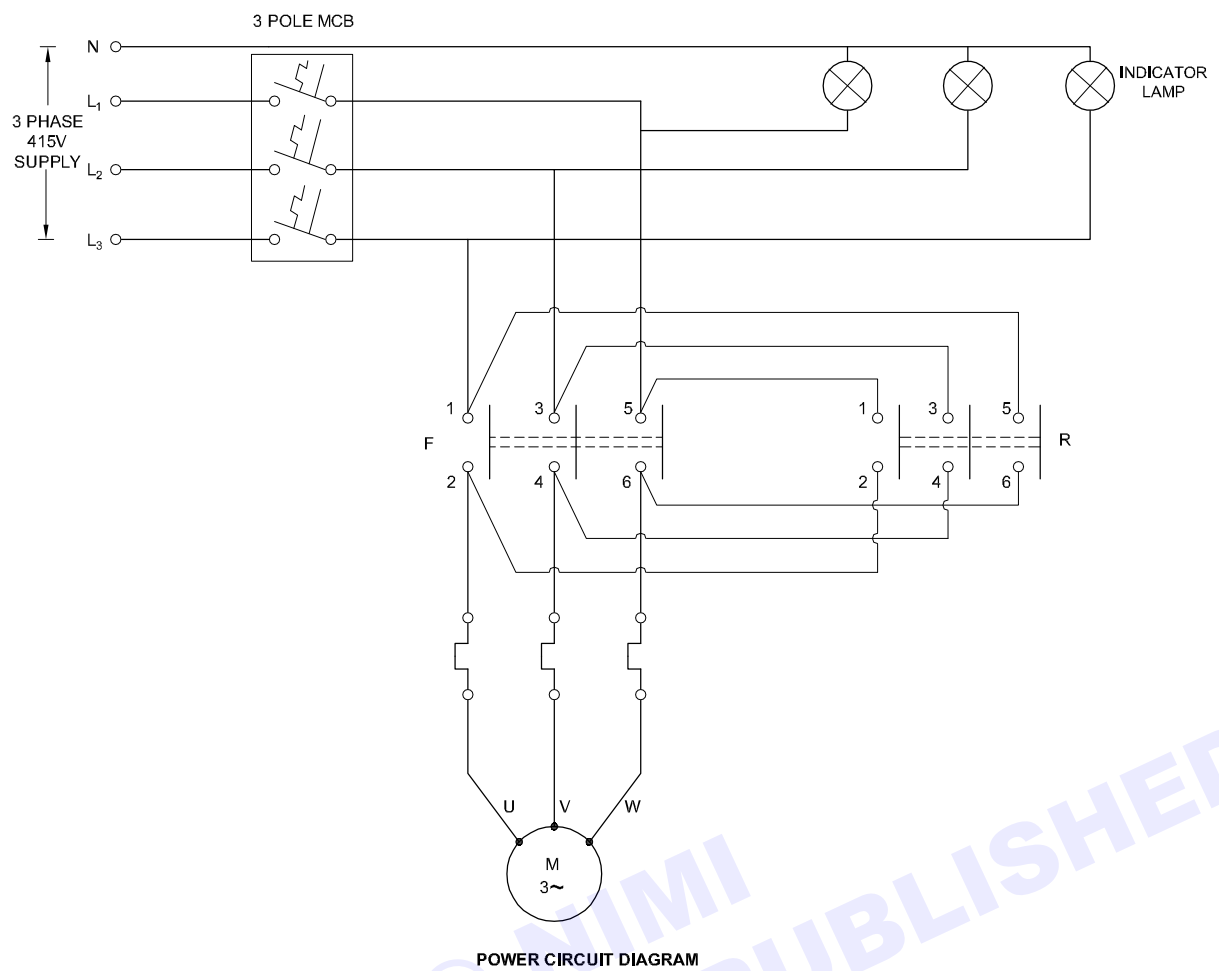 3 POLE MCB
N
L1
3 PHASE
415V
SUPPLY
L2
L3
INDICATOR
LAMP
1 3 5
1 3 5
F
R
2 4 6
2 4 6
U V W
M
3~
© NIMI
PUBLISHED
POWER CIRCUIT DIAGRAM